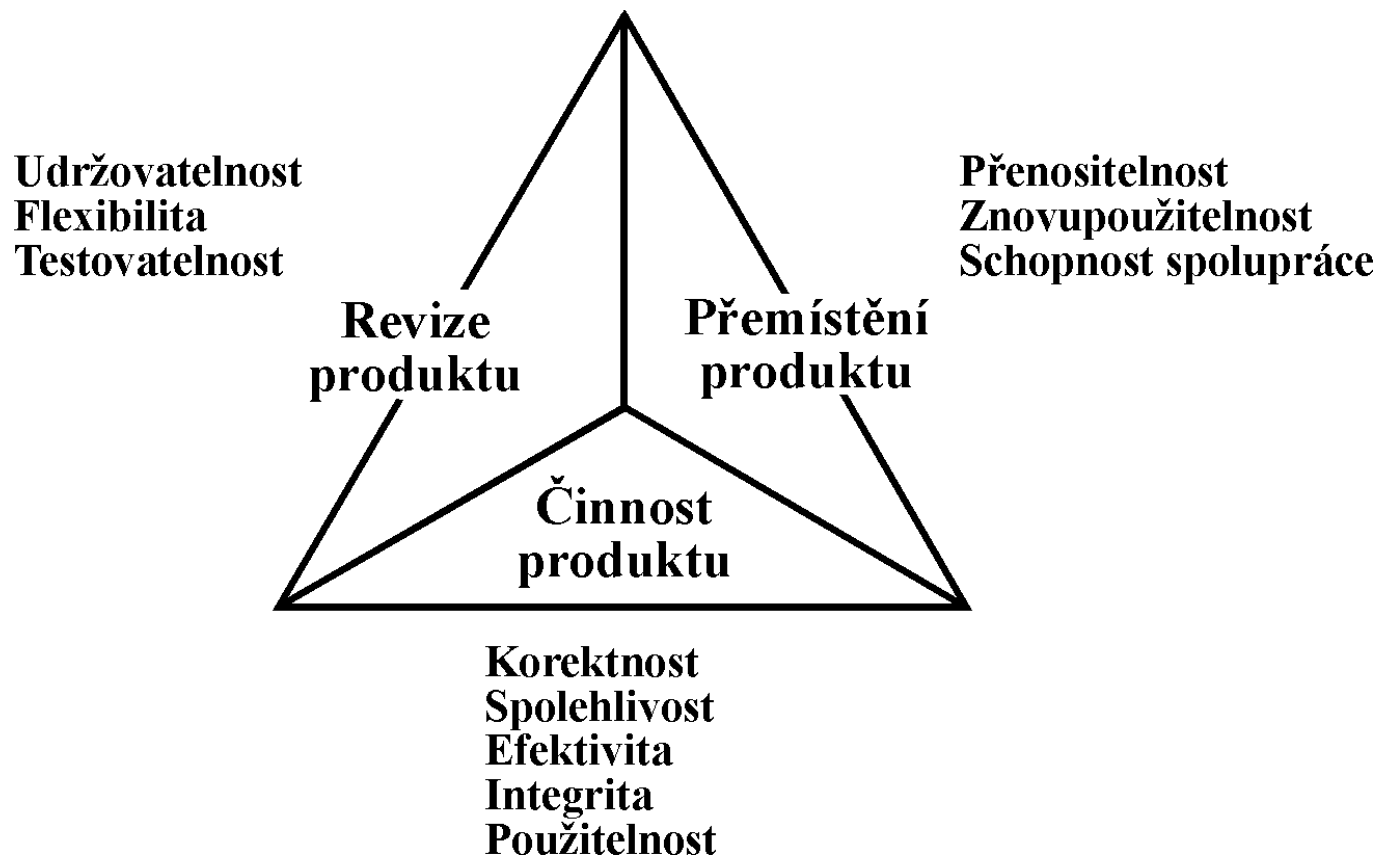 Udržovatelnost
Flexibilita
Testovatelnost
Přenositelnost
Znovupoužitelnost
Schopnost spolupráce
Revize
produktu
Přemístění
produktu
Činnost
produktu
Korektnost
Spolehlivost
Efektivita
Integrita
Použitelnost